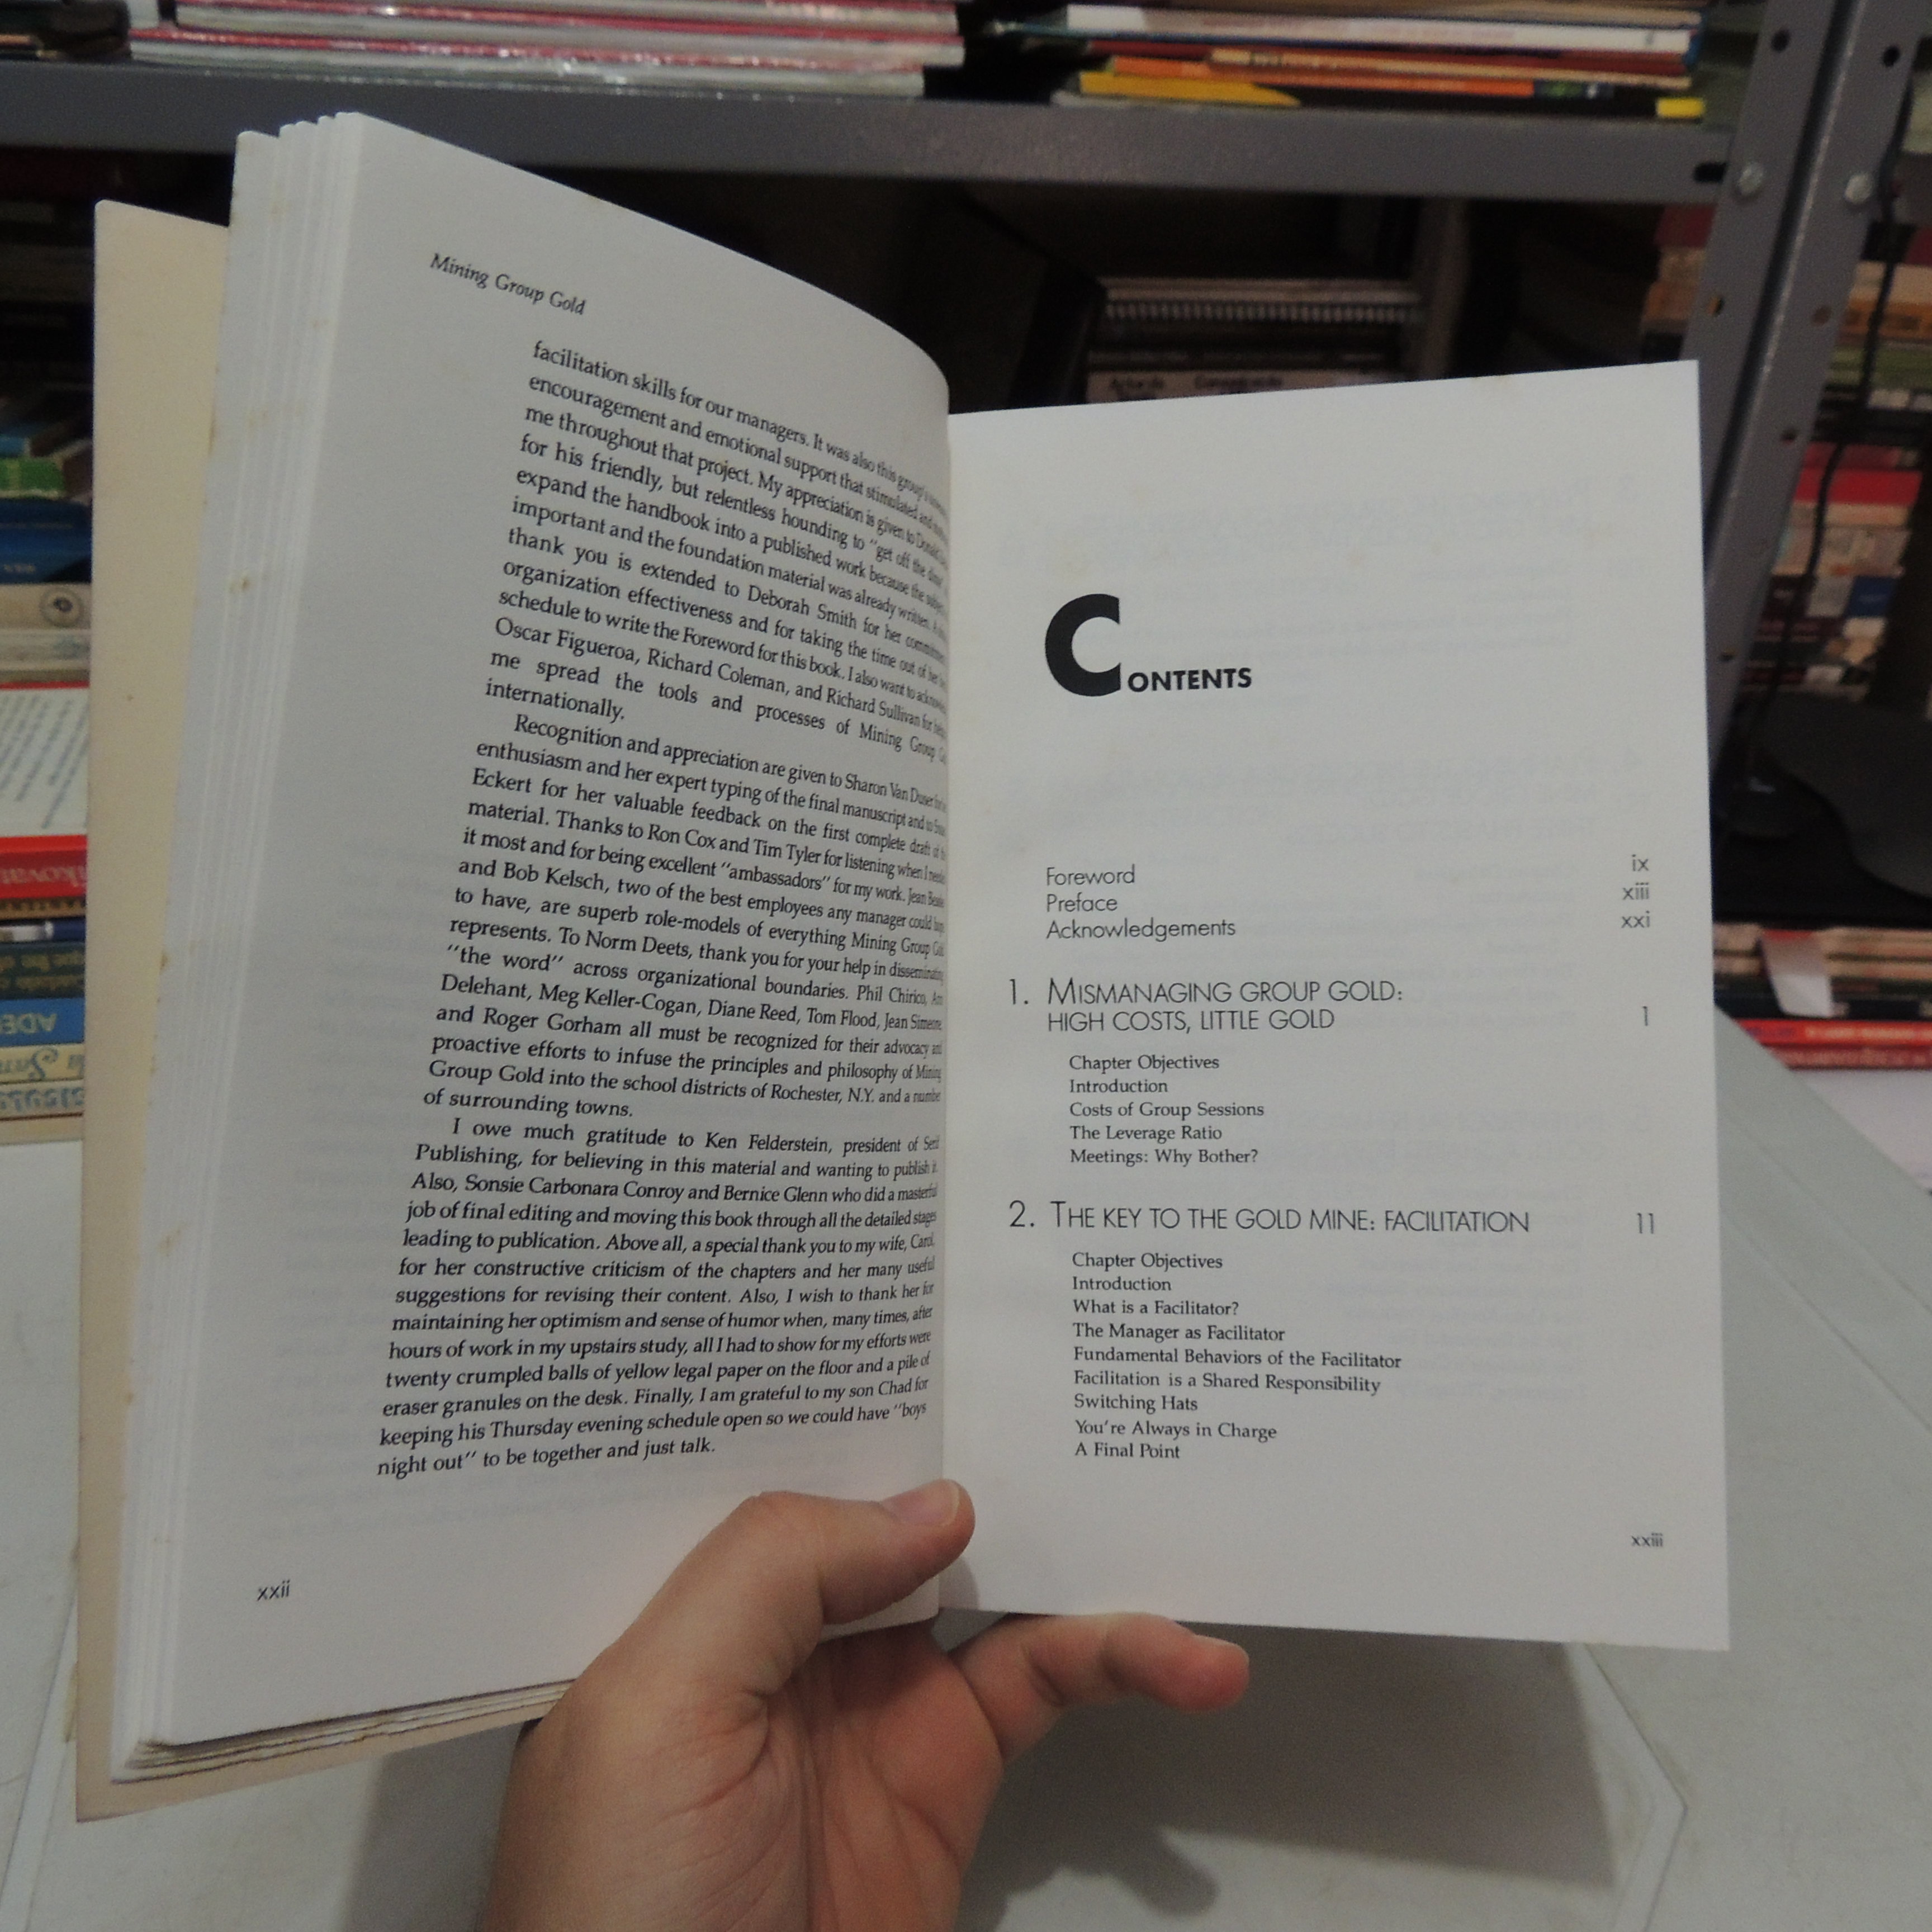 Mining Group Gold
facilitation skills for our managers. It was also this group's
encouragement and emotional support that stimulated and
me throughout that project. My appreciation is given to Donald
for his friendly, but relentless hounding to "get off the
expand the handbook into a published work because the
important and the foundation material was already written. A
thank you is extended to Deborah Smith for her
organization effectiveness and for taking the time out of her
schedule to write the Foreword for this book. I also want to
Oscar Figueroa, Richard Coleman, and Richard Sullivan for
me spread the tools and processes of Mining Group
internationally.
Recognition and appreciation are given to Sharon Van Duser for
enthusiasm and her expert typing of the final manuscript and to
Eckert for her valuable feedback on the first complete draft of
material. Thanks to Ron Cox and Tim Tyler for listening when I
it most and for being excellent "ambassadors" for my work. Jean
and Bob Kelsch, two of the best employees any manager could
to have, are superb role-models of everything Mining Group
represents. To Norm Deets, thank you for your help in disseminating
"the word" across organizational boundaries. Phil Chirico,
Delehant, Meg Keller-Cogan, Diane Reed, Tom Flood, Jean
and Roger Gorham all must be recognized for their advocacy and
proactive efforts to infuse the principles and philosophy of Mining
Group Gold into the school districts of Rochester, N.Y. and a number
of surrounding towns.
I owe much gratitude to Ken Felderstein, president of
Publishing, for believing in this material and wanting to publish it.
Also, Sonsie Carbonara Conroy and Bernice Glenn who did a masterful
job of final editing and moving this book through all the detailed stages
leading to publication. Above all, a special thank you to my wife, Carol,
for her constructive criticism of the chapters and her many useful
suggestions for revising their content. Also, I wish to thank her for
maintaining her optimism and sense of humor when, many times, after
hours of work in my upstairs study, all I had to show for my efforts were
twenty crumpled balls of yellow legal paper on the floor and a pile of
eraser granules on the desk. Finally, I am grateful to my son Chad for
keeping his Thursday evening schedule open so we could have "boys
night out" to be together and just talk.
xxii
CONTENTS
Foreword ix
Preface xiii
Acknowledgements xxi
1. MISMANAGING GROUP GOLD:
HIGH COSTS, LITTLE GOLD 1
Chapter Objectives
Introduction
Costs of Group Sessions
The Leverage Ratio
Meetings: Why Bother?
2. THE KEY TO THE GOLD MINE: FACILITATION 11
Chapter Objectives
Introduction
What is a Facilitator?
The Manager as Facilitator
Fundamental Behaviors of the Facilitator
Facilitation is a Shared Responsibility
Switching Hats
You're Always in Charge
A Final Point
xxiii